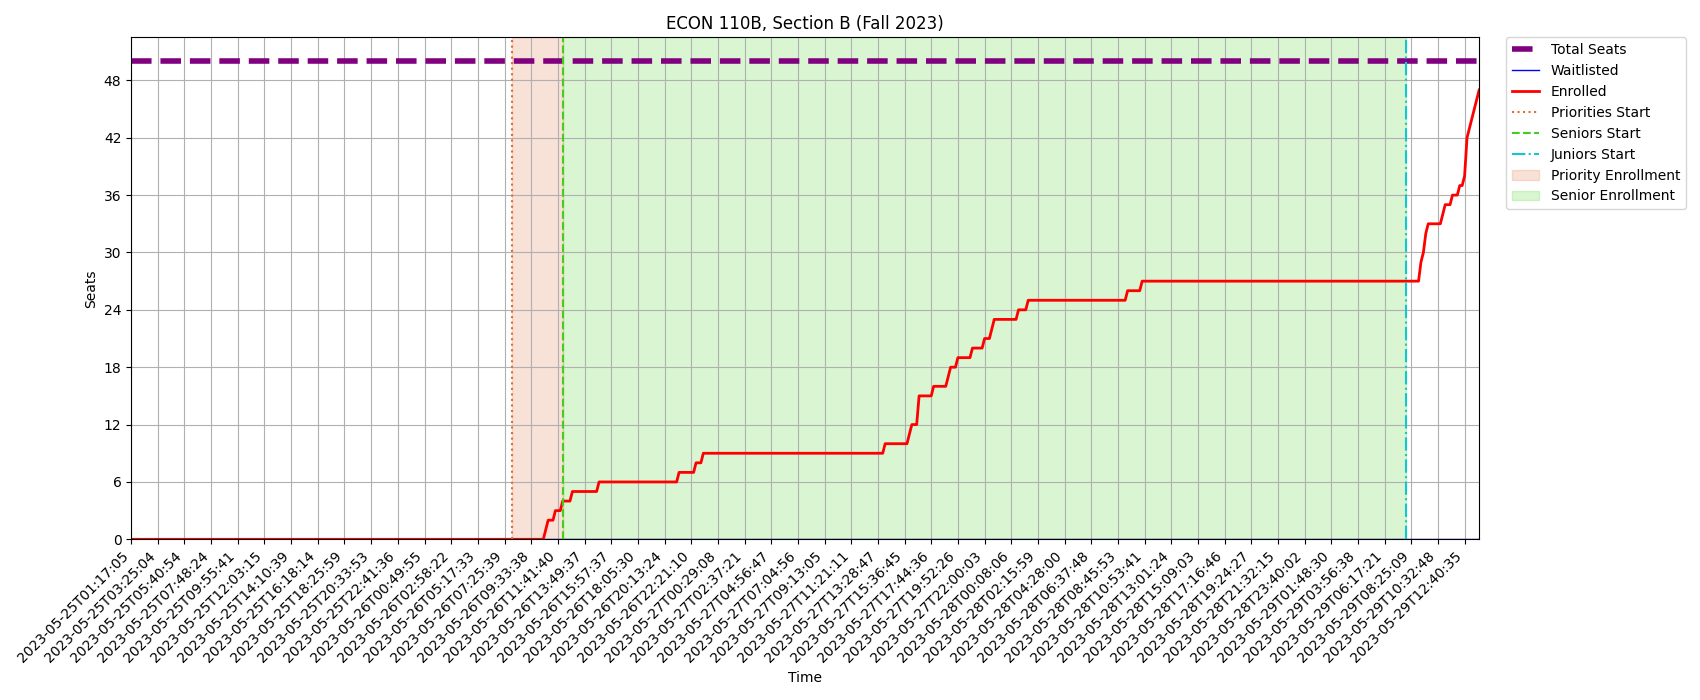 ECON 110B, Section B (Fall 2023)
Total Seats
Waitlisted
Enrolled
Priorities Start
Seniors Start
Juniors Start
Priority Enrollment
Senior Enrollment
Seats
48
42
36
30
24
18
12
6
0
2023-05-25T01:17:05
2023-05-25T03:25:04
2023-05-25T05:40:54
2023-05-25T07:48:24
2023-05-25T09:55:41
2023-05-25T12:03:15
2023-05-25T14:10:39
2023-05-25T16:18:14
2023-05-25T18:25:59
2023-05-25T20:33:53
2023-05-25T22:41:36
2023-05-26T00:49:55
2023-05-26T02:58:22
2023-05-26T05:17:33
2023-05-26T07:25:39
2023-05-26T09:33:38
2023-05-26T11:41:40
2023-05-26T13:49:37
2023-05-26T15:57:37
2023-05-26T18:05:30
2023-05-26T20:13:24
2023-05-26T22:21:10
2023-05-27T00:29:08
2023-05-27T02:37:21
2023-05-27T04:56:47
2023-05-27T07:04:56
2023-05-27T09:13:05
2023-05-27T11:21:11
2023-05-27T13:28:47
2023-05-27T15:36:45
2023-05-27T17:44:36
2023-05-27T19:52:26
2023-05-27T22:00:03
2023-05-28T00:08:06
2023-05-28T02:15:59
2023-05-28T04:28:00
2023-05-28T06:37:48
2023-05-28T08:45:53
2023-05-28T10:53:41
2023-05-28T13:01:24
2023-05-28T15:09:03
2023-05-28T17:16:46
2023-05-28T19:24:27
2023-05-28T21:32:15
2023-05-28T23:40:02
2023-05-29T01:48:30
2023-05-29T03:56:38
2023-05-29T06:17:21
2023-05-29T08:25:09
2023-05-29T10:32:48
2023-05-29T12:40:35
Time